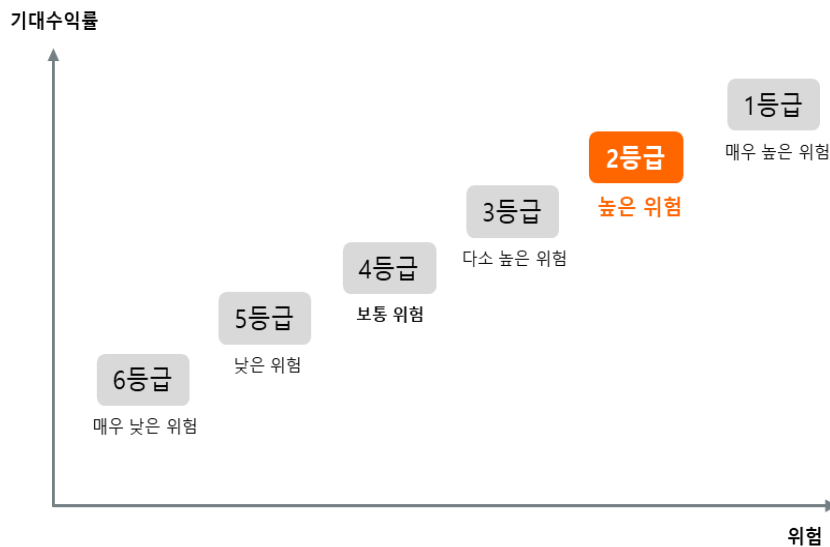 기대수익률
1등급
매우 높은 위험
2등급
높은 위험
3등급
다소 높은 위험
4등급
보통 위험
5등급
낮은 위험
6등급
매우 낮은 위험
위험